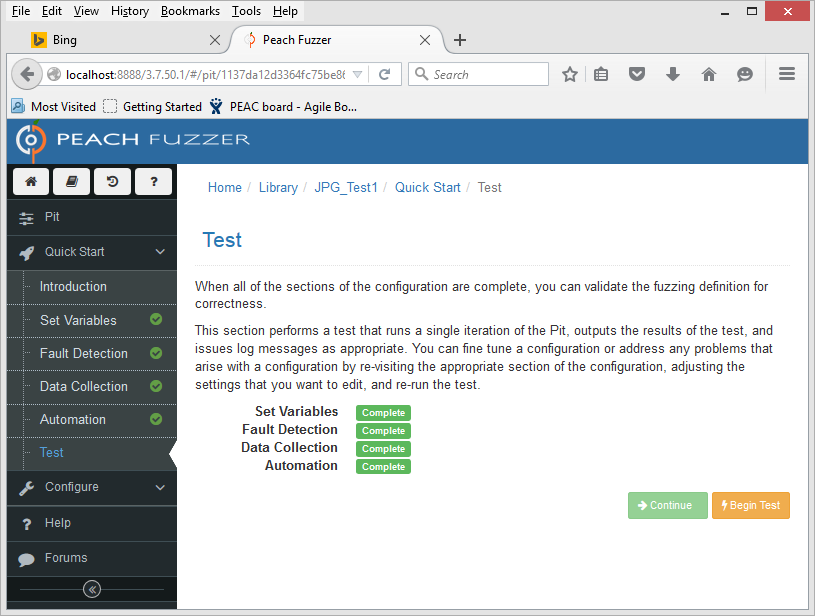 File Edit View History Bookmarks Tools Help
Bing
Peach Fuzzer
localhost:8888/3.7.50.1/#/pit/1137da12d3364fc75be86
Search
Most Visited
Getting Started
PEAC board - Agile Bo...
PEACH FUZZER
Home / Library / JPG_Test1 / Quick Start / Test
Pit
Quick Start
Introduction
Set Variables
Fault Detection
Data Collection
Automation
Test
Configure
? Help
Forums
Test
When all of the sections of the configuration are complete, you can validate the fuzzing definition for
correctness.
This section performs a test that runs a single iteration of the Pit, outputs the results of the test, and
issues log messages as appropriate. You can fine tune a configuration or address any problems that
arise with a configuration by re-visiting the appropriate section of the configuration, adjusting the
settings that you want to edit, and re-run the test.
Set Variables Complete
Fault Detection Complete
Data Collection Complete
Automation Complete
Continue
Begin Test